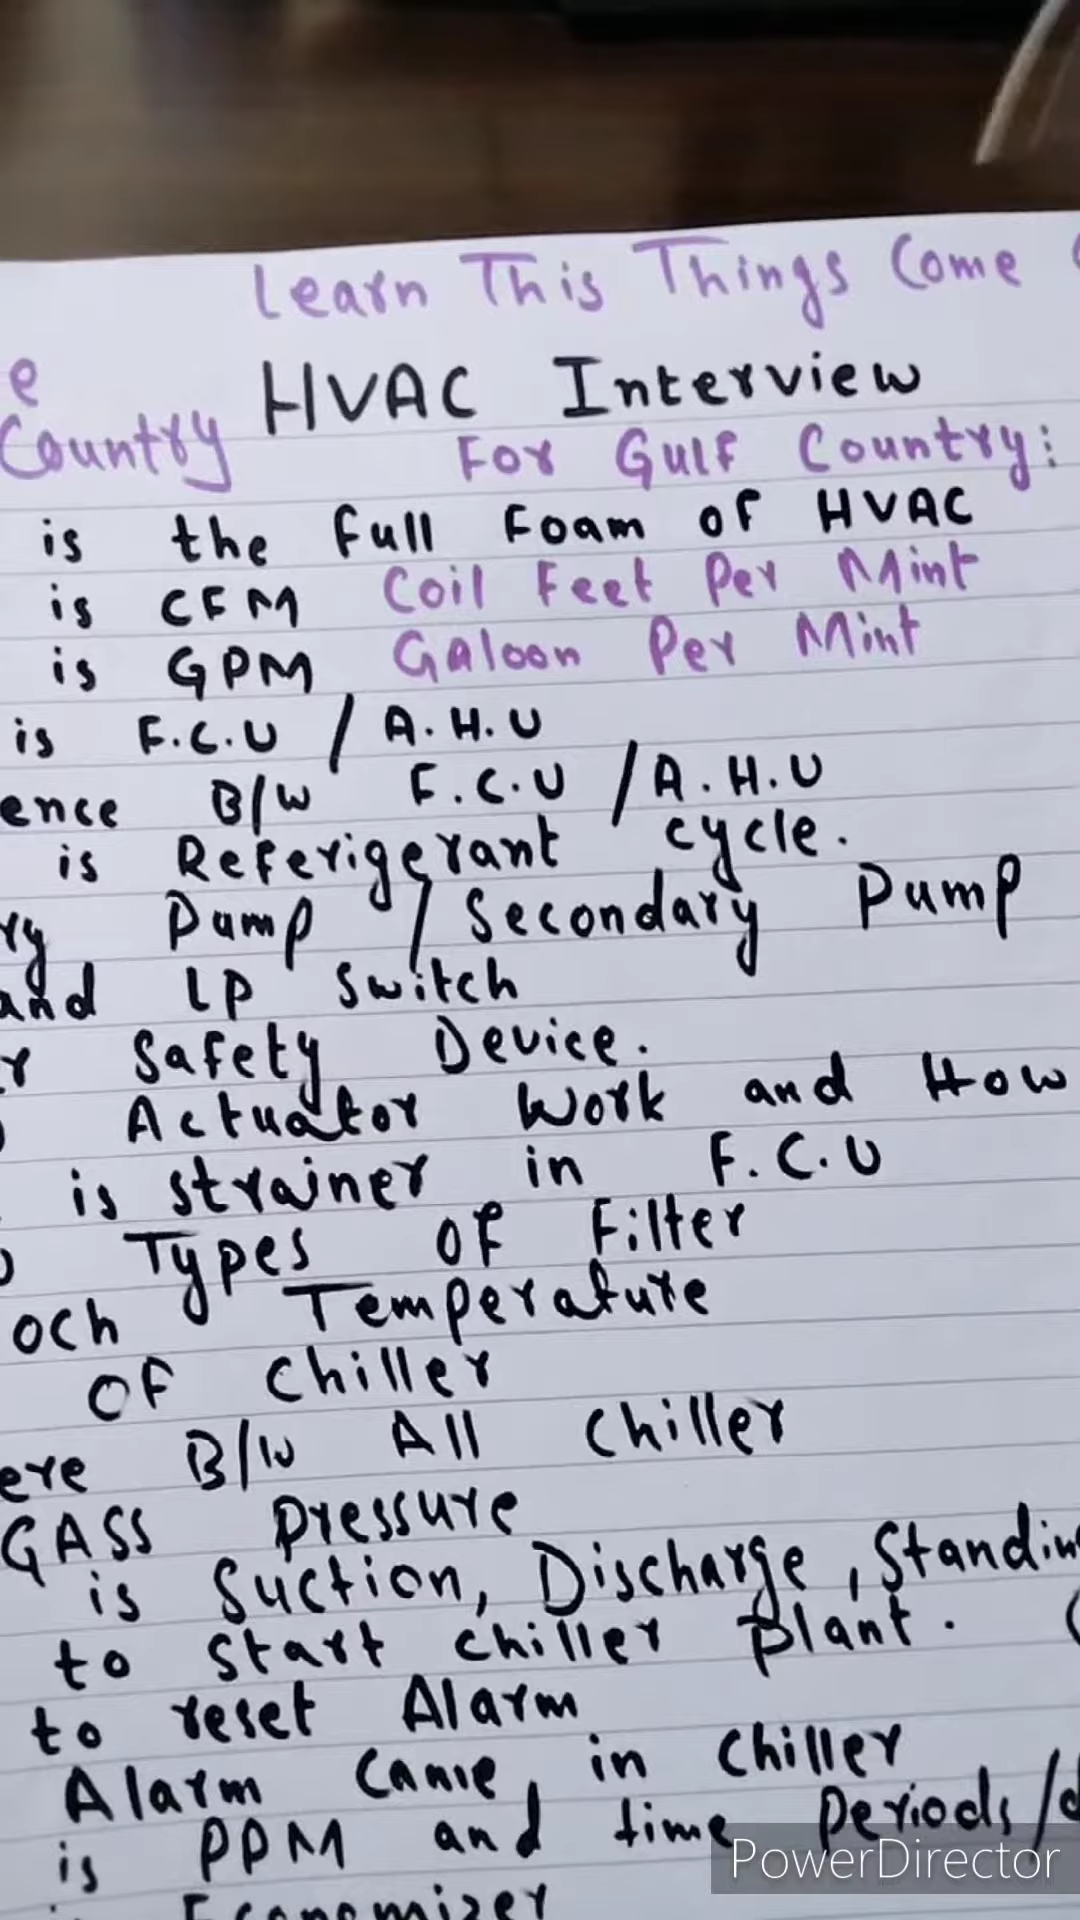 Learn This Things Come
e HVAC Interview
Country For Gulf Country:
is the Full Foam OF HVAC
is CFM Coil Feet Per Mint
is GPM Galoon Per Mint
is F.C.U / A.H.U
ence B/W F.C.U / A.H.U
is Referigerant cycle.
ry Pump / Secondary Pump
and LP Switch
r Safety Device.
Actuator Work and How
is strainer in F.C.U
Types OF Filter
och Temperature
OF chiller
ere B/W All chiller
GASS Pressure
is Suction, Discharge, Standin
to start chiller plant.
to reset Alarm
Alarm Came in chiller
is PPM and time Periods/
Economizer
PowerDirector